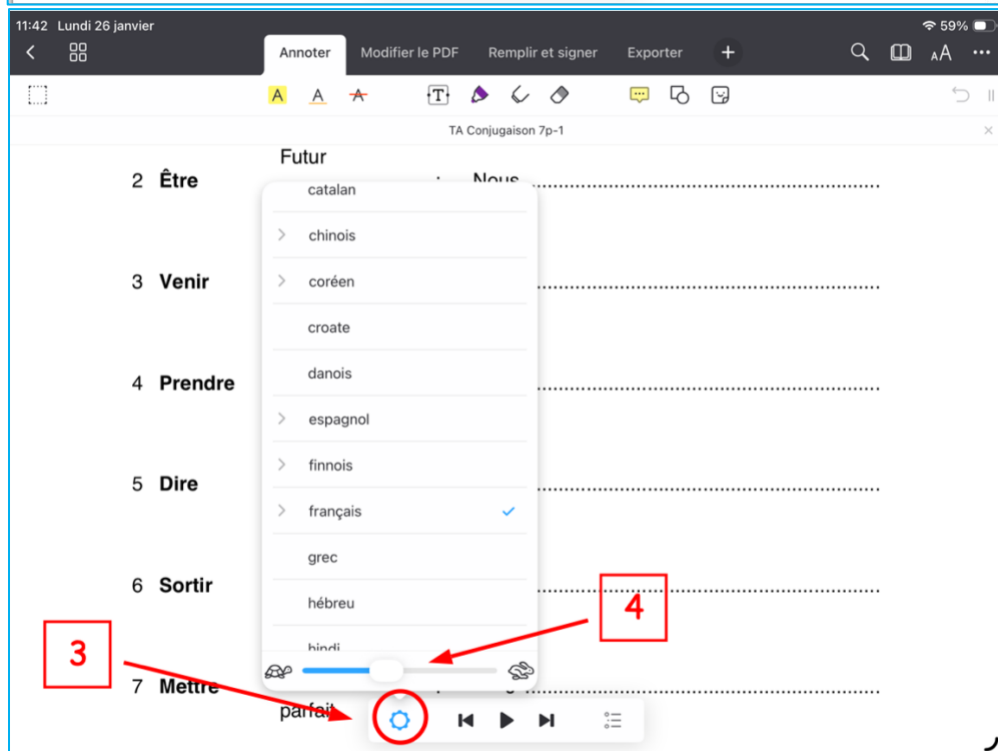 11:42 Lundi 26 janvier 59%
Annoter Modifier le PDF Remplir et signer Exporter
AA
A A A T
TA Conjugaison 7p-1
Futur
2 Être : Nous ........................................
catalan
chinois
3 Venir
coréen
croate
danois
4 Prendre
espagnol
finnois
5 Dire
français
grec
6 Sortir
hébreu
4
hindi
3
7 Mettre
parfait